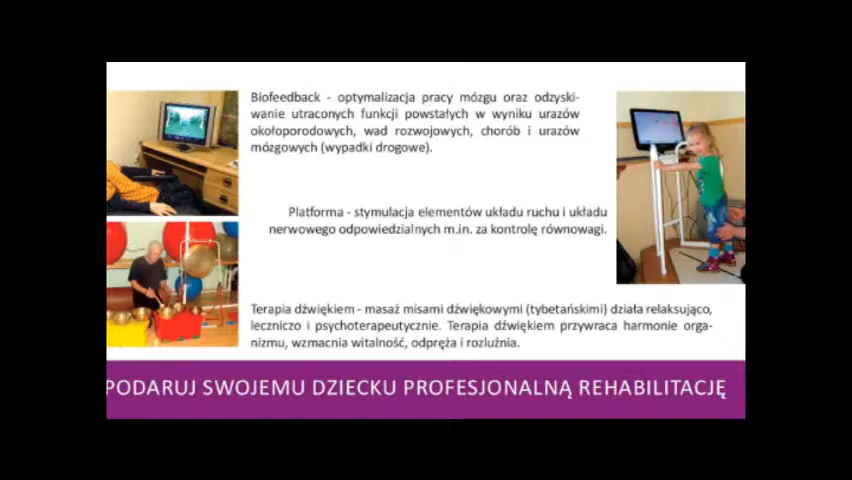 Biofeedback - optymalizacja pracy mózgu oraz odzyski-
wanie utraconych funkcji powstałych w wyniku urazów
okołoporodowych, wad rozwojowych, chorób i urazów
mózgowych (wypadki drogowe).
Platforma - stymulacja elementów układu ruchu i układu
nerwowego odpowiedzialnych m.in. za kontrolę równowagi.
Terapia dźwiękiem - masaż misami dźwiękowymi (tybetańskimi) działa relaksująco,
leczniczo i psychoterapeutycznie. Terapia dźwiękiem przywraca harmonie orga-
nizmu, wzmacnia witalność, odpręża i rozluźnia.
PODARUJ SWOJEMU DZIECKU PROFESJONALNĄ REHABILITACJĘ